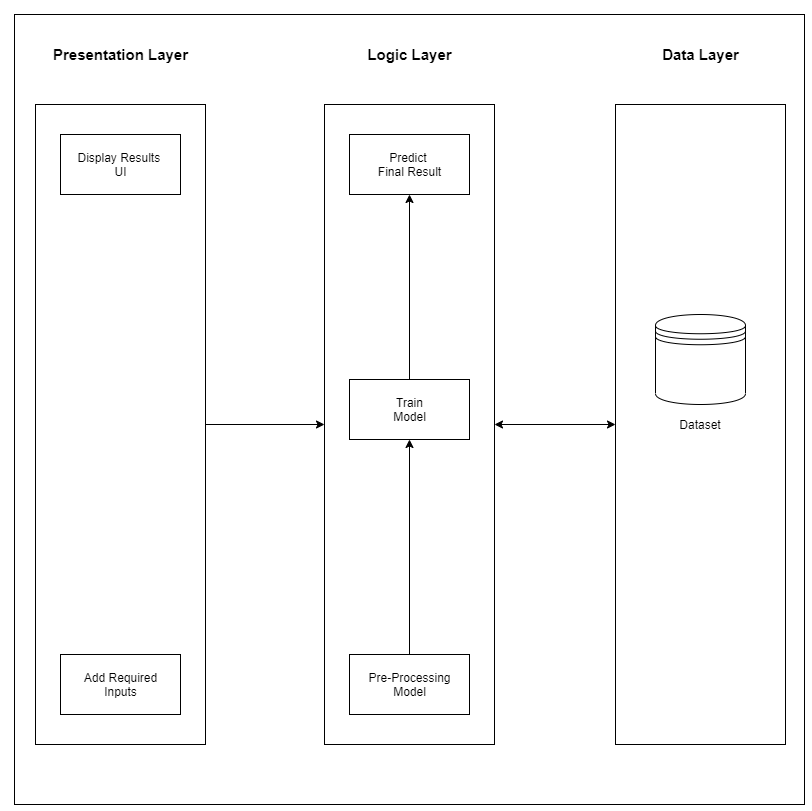 Presentation Layer
Logic Layer
Data Layer
Display Results
UI
Predict
Final Result
Train
Model
Dataset
Add Required
Inputs
Pre-Processing
Model